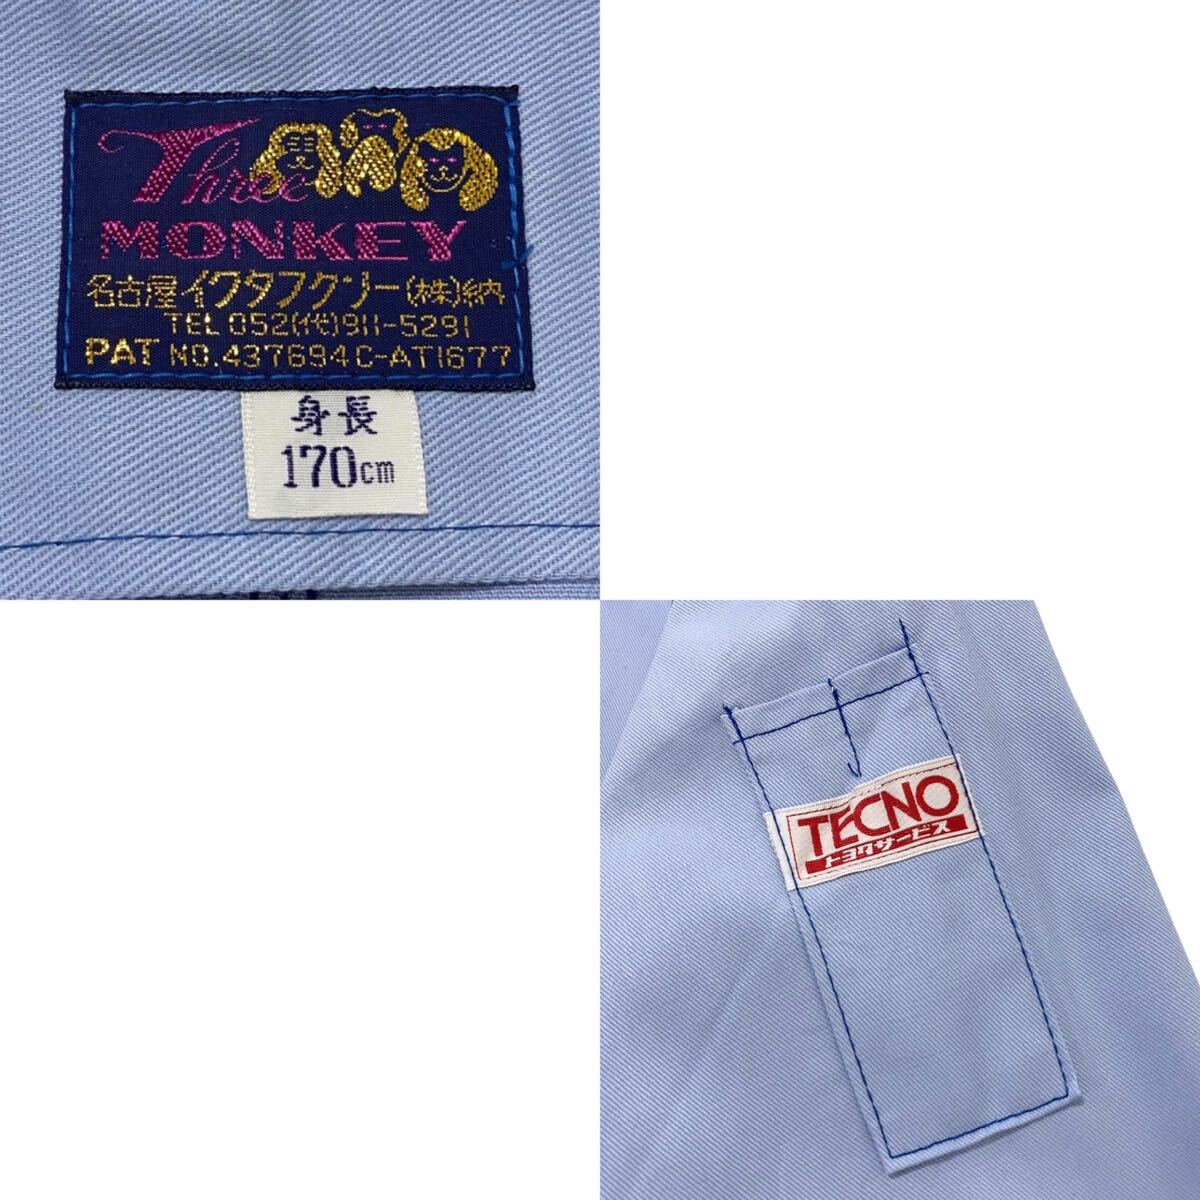 Three
MONKEY
名古屋イクタフクソー(株)納
TEL 052(代)911-5291
PAT NO.437694C-AT1677
身長
170cm
TECNO
トヨタサービス